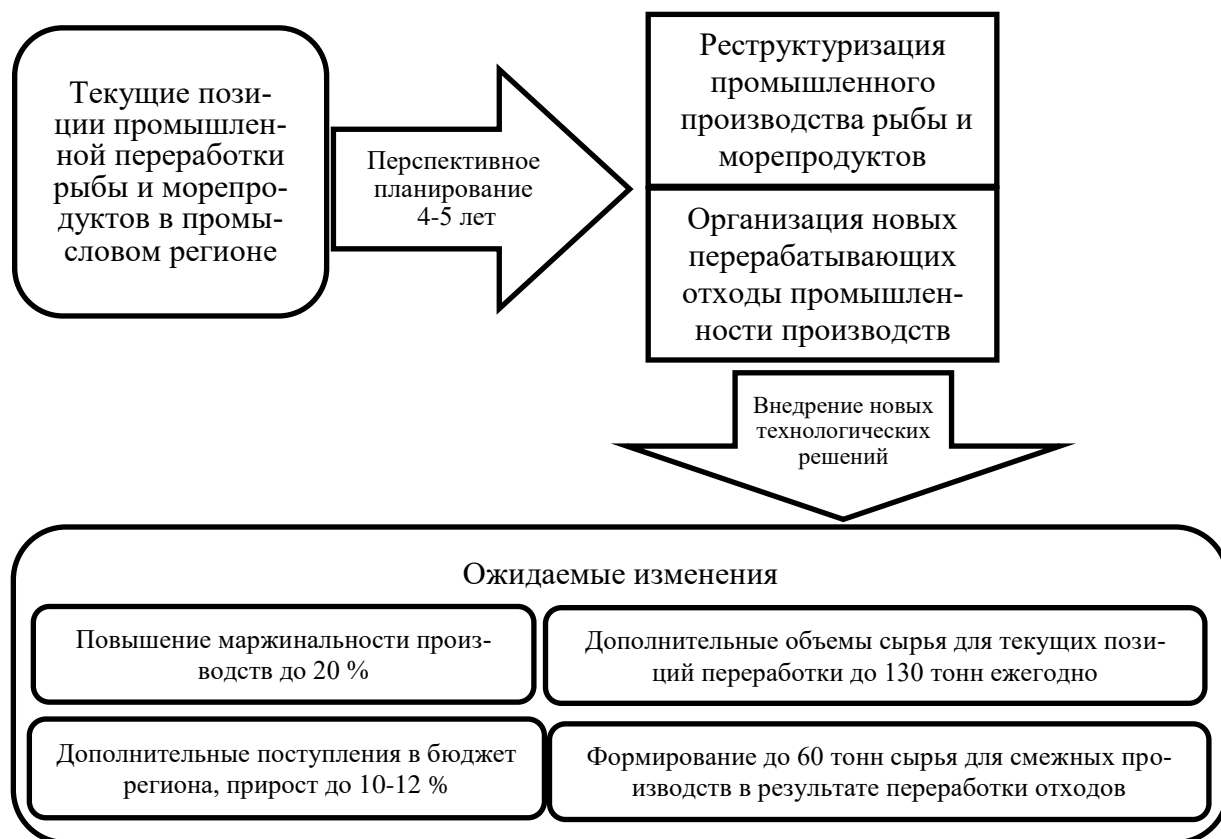 Текущие пози-
ции промышлен-
ной переработки
рыбы и морепро-
дуктов в промы-
словом регионе
Перспективное
планирование
4-5 лет
Реструктуризация
промышленного
производства рыбы и
морепродуктов
Организация новых
перерабатывающих
отходы промышлен-
ности производств
Внедрение новых
технологических
решений
Ожидаемые изменения
Повышение маржинальности произ-
водств до 20 %
Дополнительные объемы сырья для текущих пози-
ций переработки до 130 тонн ежегодно
Дополнительные поступления в бюджет
региона, прирост до 10-12 %
Формирование до 60 тонн сырья для смежных про-
изводств в результате переработки отходов